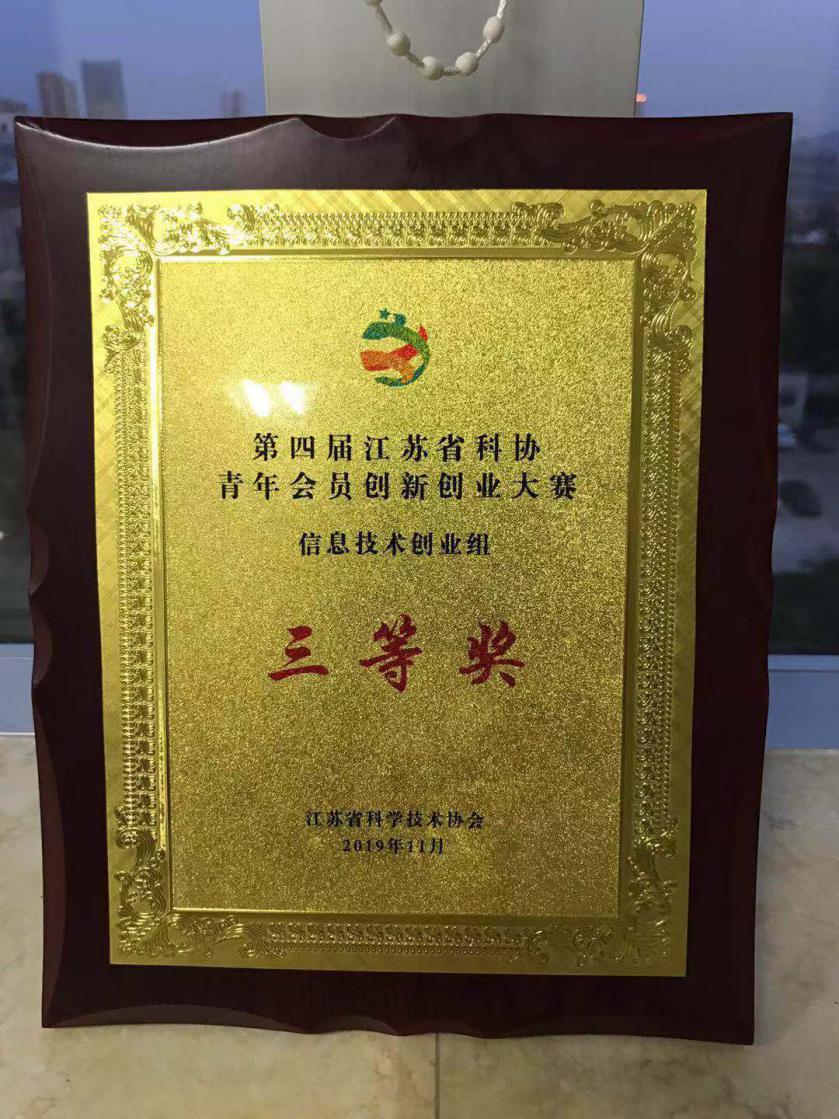 第四届江苏省科协
青年会员创新创业大赛
信息技术创业组
三等奖
江苏省科学技术协会
2019年11月